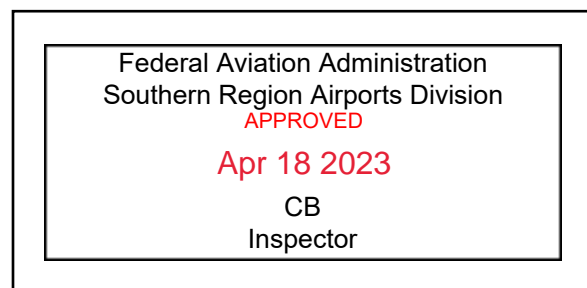 Federal Aviation Administration
Southern Region Airports Division
APPROVED
Apr 18 2023
CB
Inspector